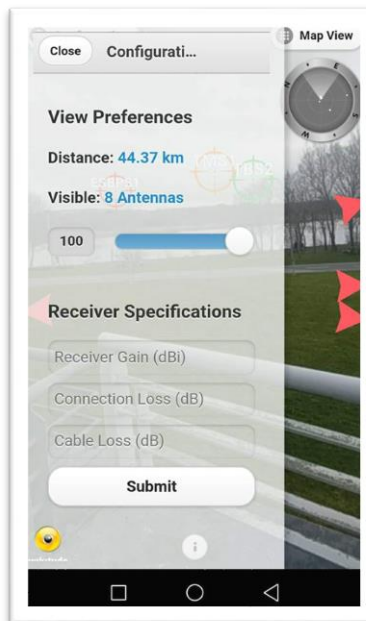 Close
Configurati...
Map View
View Preferences
Distance: 44.37 km
Visible: 8 Antennas
100
Receiver Specifications
Receiver Gain (dBi)
Connection Loss (dB)
Cable Loss (dB)
Submit